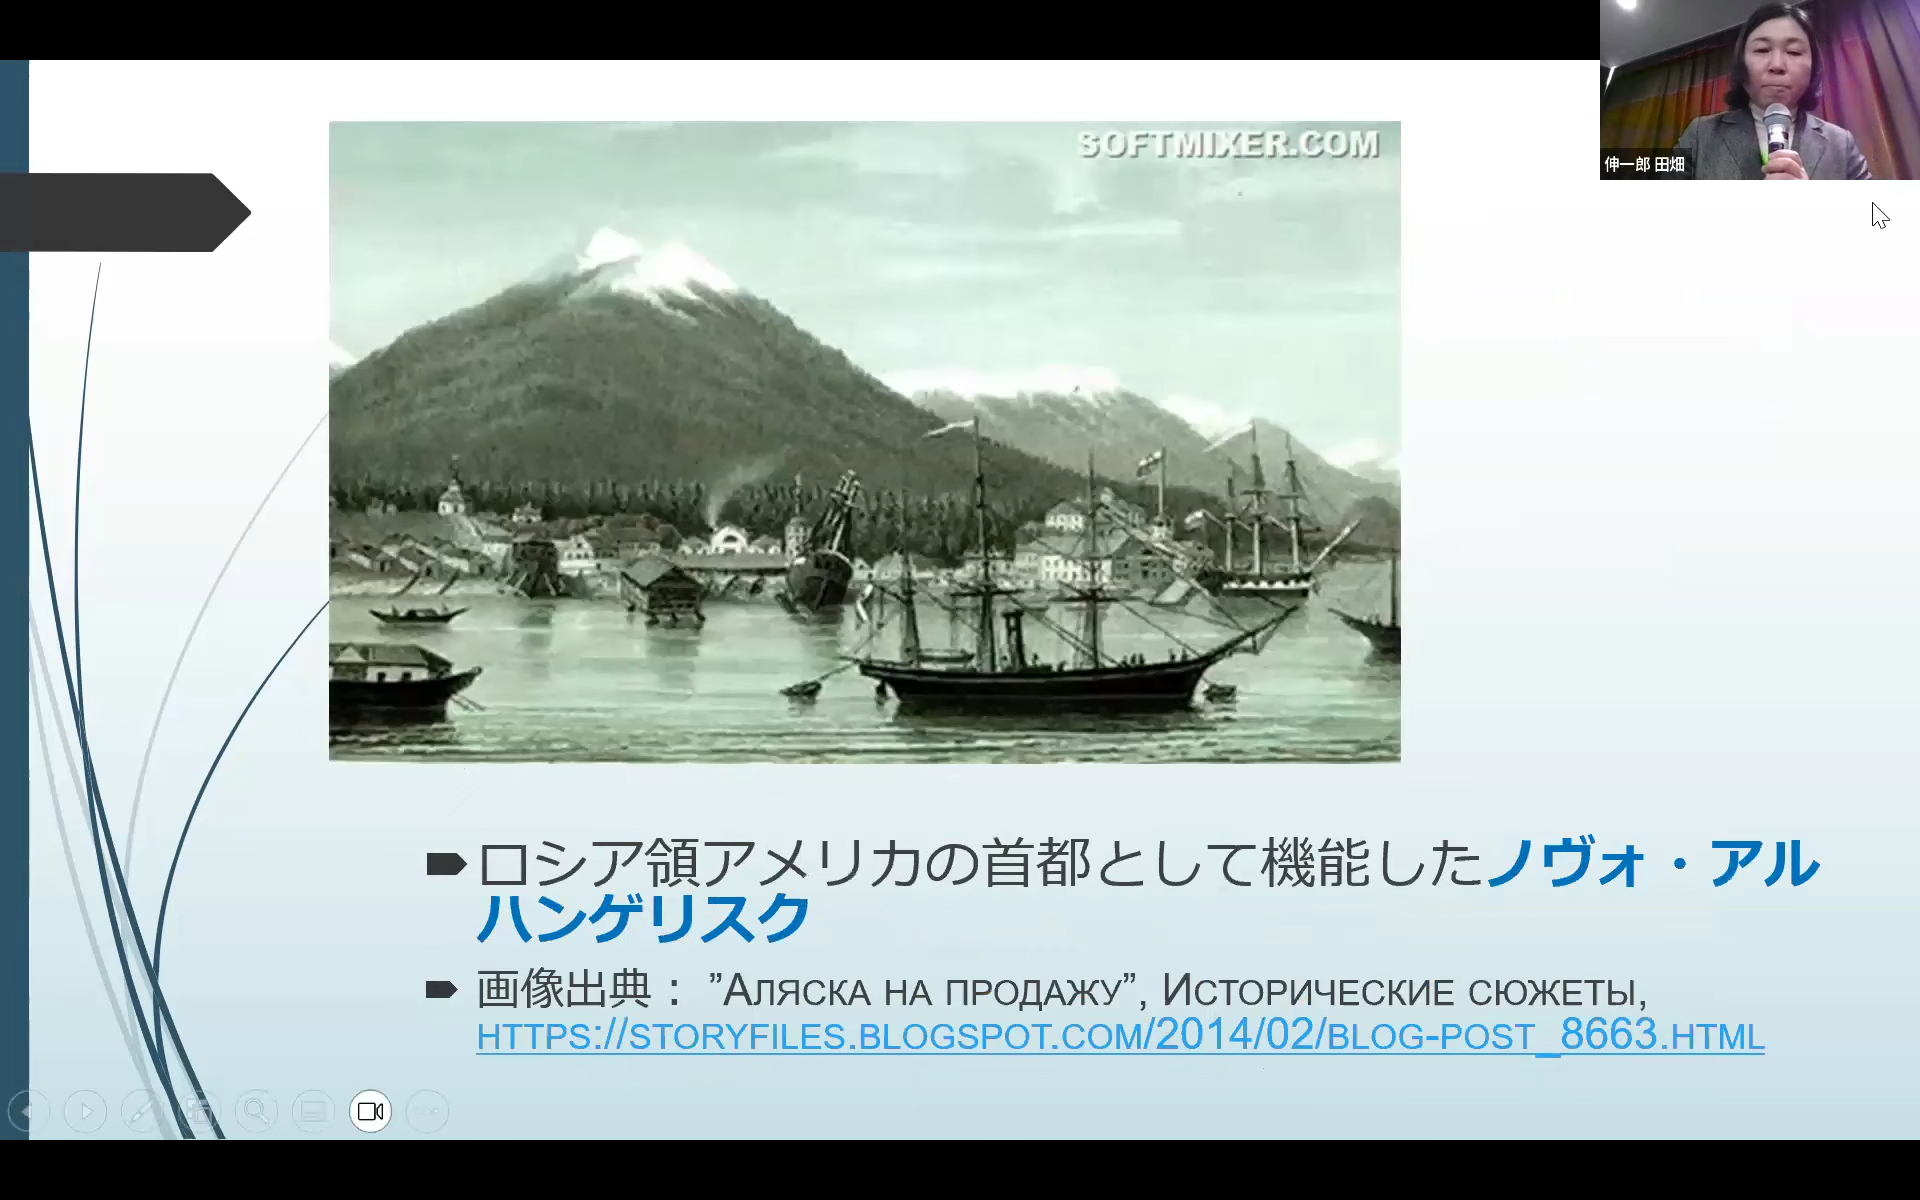 SOFTMIXER.COM
伸一郎 田畑
ロシア領アメリカの首都として機能したノヴォ・アル
ハンゲリスク
画像出典： ”Аляска на продажу”, Исторические сюжеты,
HTTPS://STORYFILES.BLOGSPOT.COM/2014/02/BLOG-POST_8663.HTML